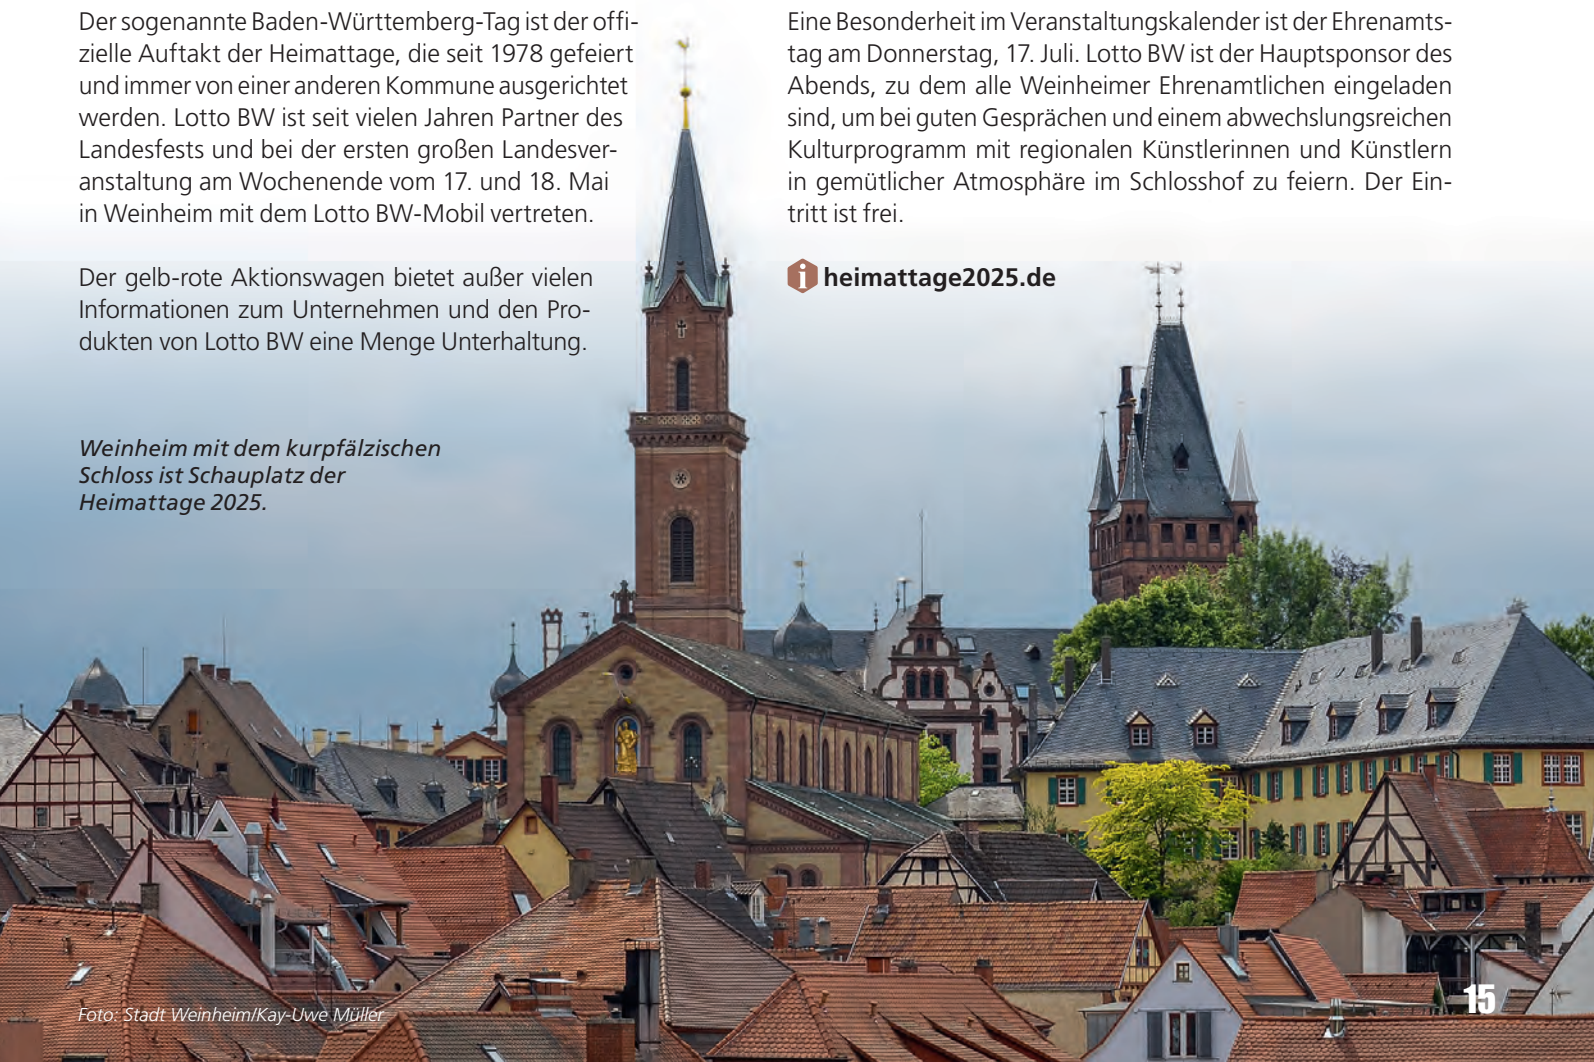 Der sogenannte Baden-Württemberg-Tag ist der offi-
zielle Auftakt der Heimattage, die seit 1978 gefeiert
und immer von einer anderen Kommune ausgerichtet
werden. Lotto BW ist seit vielen Jahren Partner des
Landesfests und bei der ersten großen Landesver-
anstaltung am Wochenende vom 17. und 18. Mai
in Weinheim mit dem Lotto BW-Mobil vertreten.
Der gelb-rote Aktionswagen bietet außer vielen
Informationen zum Unternehmen und den Pro-
dukten von Lotto BW eine Menge Unterhaltung.
Weinheim mit dem kurpfälzischen
Schloss ist Schauplatz der
Heimattage 2025.
Eine Besonderheit im Veranstaltungskalender ist der Ehrenamts-
tag am Donnerstag, 17. Juli. Lotto BW ist der Hauptsponsor des
Abends, zu dem alle Weinheimer Ehrenamtlichen eingeladen
sind, um bei guten Gesprächen und einem abwechslungsreichen
Kulturprogramm mit regionalen Künstlerinnen und Künstlern
in gemütlicher Atmosphäre im Schlosshof zu feiern. Der Ein-
tritt ist frei.
i heimattage2025.de
Foto: Stadt Weinheim/Kay-Uwe Müller
15